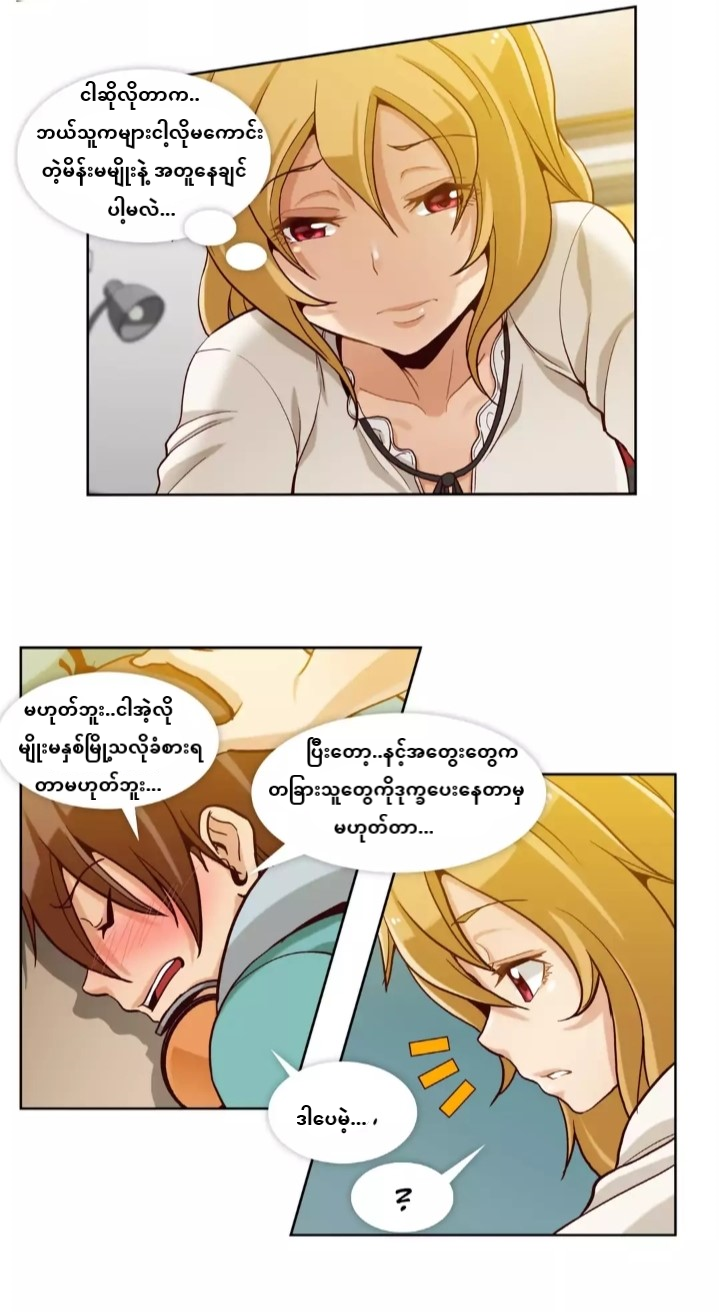 ငါဆိုလိုတာက..
ဘယ်သူကများငါ့လိုမကောင်း
တဲ့မိန်းမမျိုးနဲ့ အတူနေချင်
ပါ့မလဲ...
မဟုတ်ဘူး..ငါအဲ့လို
မျိုးမနှစ်မြို့သလိုခံစားရ
တာမဟုတ်ဘူး...
ပြီးတော့..နင့်အတွေးတွေက
တခြားသူတွေကိုဒုက္ခပေးနေတာမှ
မဟုတ်တာ...
ဒါပေမဲ့...
?